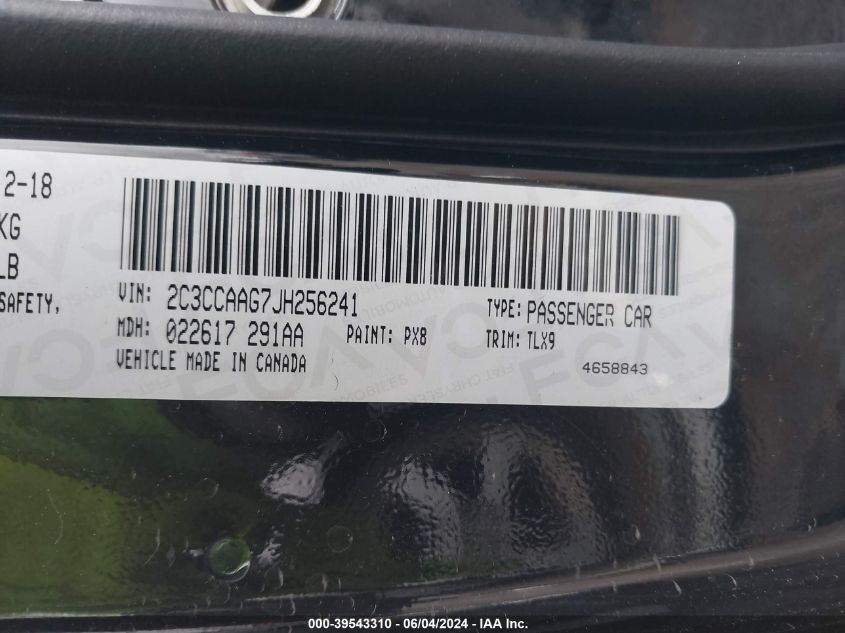 2-18
KG
LB
SAFETY,
VIN: 2C3CCAAG7JH256241 TYPE: PASSENGER CAR
MDH: 022617 291AA PAINT: PX8 TRIM: TLX9
VEHICLE MADE IN CANADA 4658843
000-39543310 - 06/04/2024 - IAA Inc.